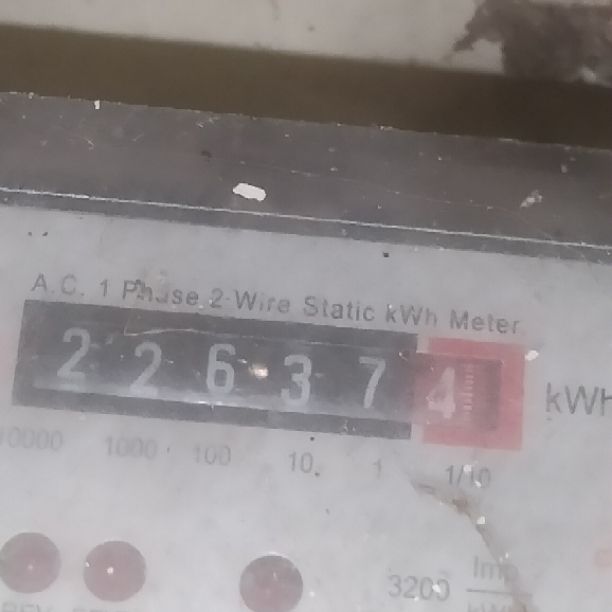 A.C. 1 Phase 2-Wire Static kWh Meter
2 2 6 3 7 4 kWh
10000 1000 100 10 1 1/10
3200 Imp